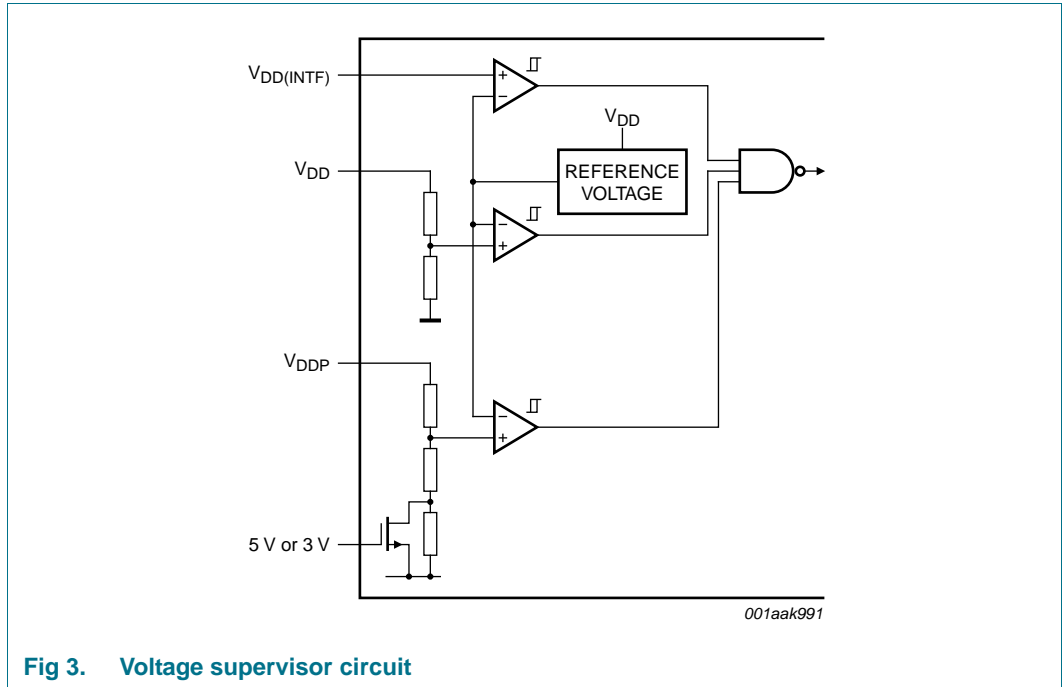 VDD(INTF)
VDD
REFERENCE
VOLTAGE
VDD
+
−
−
+
VDDP
−
+
5 V or 3 V
001aak991
Fig 3. Voltage supervisor circuit